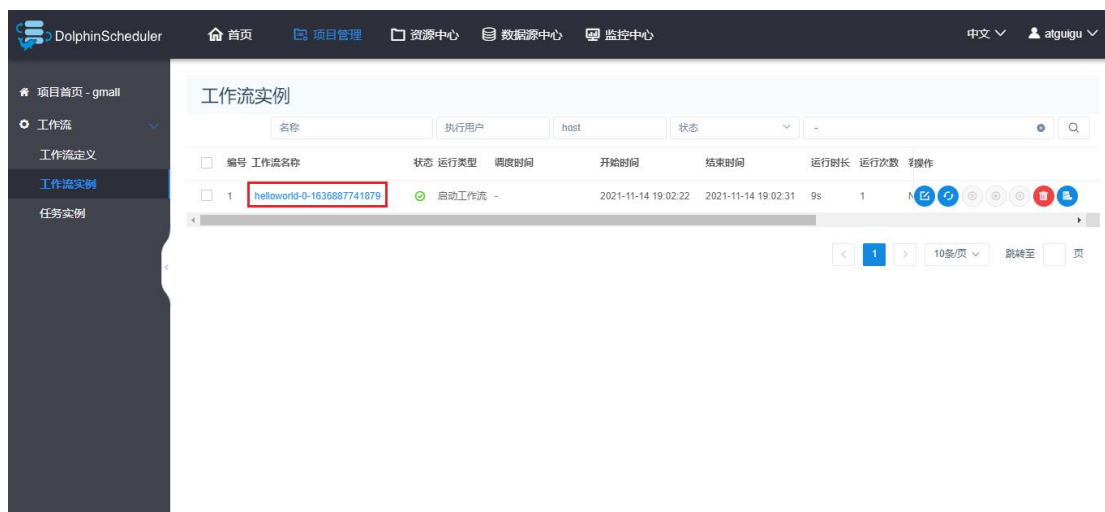 DolphinScheduler 首页 项目管理 资源中心 数据源中心 监控中心 中文 atguigu
项目首页 - gmall
工作流
工作流定义
工作流实例
任务实例
工作流实例
名称 执行用户 host 状态 -
编号 工作流名称 状态 运行类型 调度时间 开始时间 结束时间 运行时长 运行次数 操作
1 helloworld-0-1636887741879 启动工作流 - 2021-11-14 19:02:22 2021-11-14 19:02:31 9s 1
1 10条/页 跳转至 页